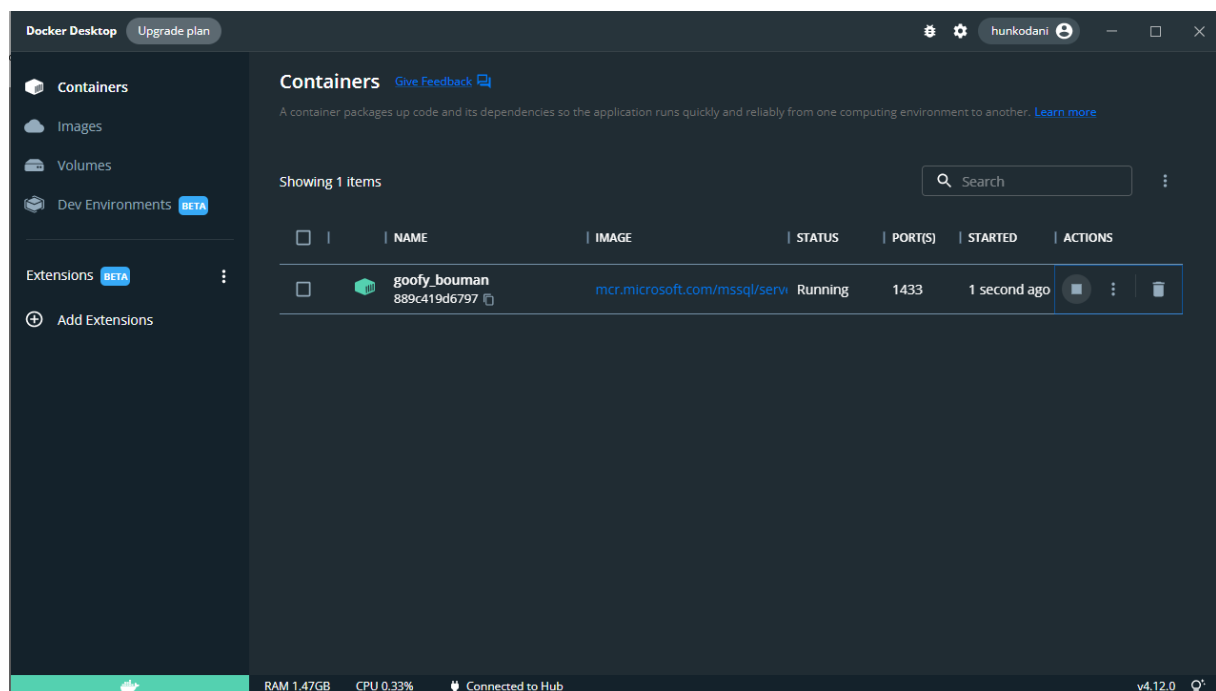 Docker Desktop Upgrade plan hunkodani
Containers
Images
Volumes
Dev Environments BETA
Extensions BETA
Add Extensions
Containers Give Feedback
A container packages up code and its dependencies so the application runs quickly and reliably from one computing environment to another. Learn more
Showing 1 items Search
NAME IMAGE STATUS PORT(S) STARTED ACTIONS
goofy_bouman
889c419d6797 mcr.microsoft.com/mssql/serv Running 1433 1 second ago
RAM 1.47GB CPU 0.33% Connected to Hub v4.12.0